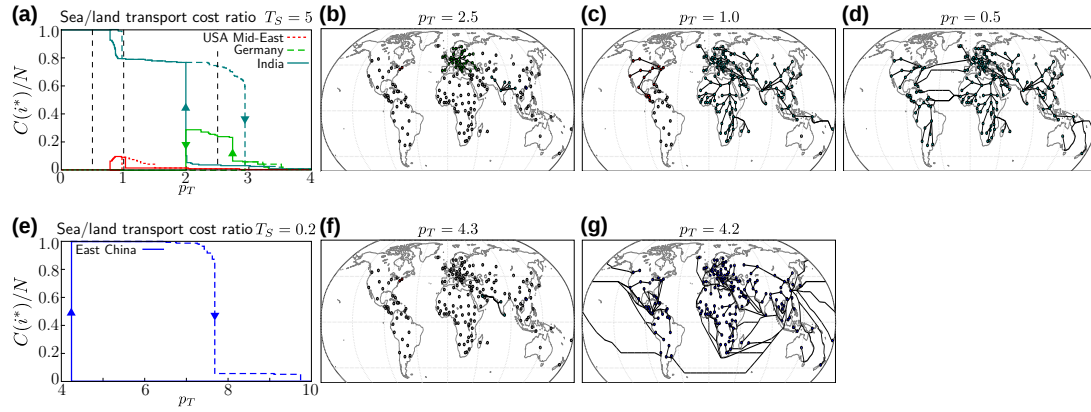 (a) Sea/land transport cost ratio T_S = 5
C(i*)/N
1.0
0.8
0.6
0.4
0.2
0
USA Mid-East
Germany
India
0 1 2 3 4
p_T
(b) p_T = 2.5
(c) p_T = 1.0
(d) p_T = 0.5
(e) Sea/land transport cost ratio T_S = 0.2
C(i*)/N
1.0
0.8
0.6
0.4
0.2
0
East China
4 6 8 10
p_T
(f) p_T = 4.3
(g) p_T = 4.2